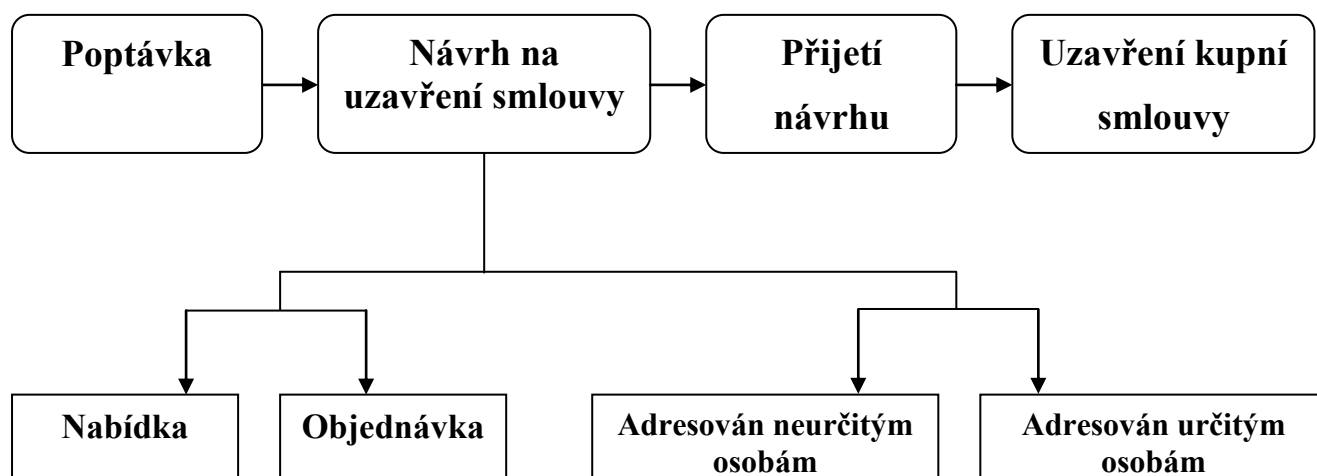 Poptávka
Návrh na
uzavření smlouvy
Přijetí
návrhu
Uzavření kupní
smlouvy
Nabídka
Objednávka
Adresován neurčitým
osobám
Adresován určitým
osobám